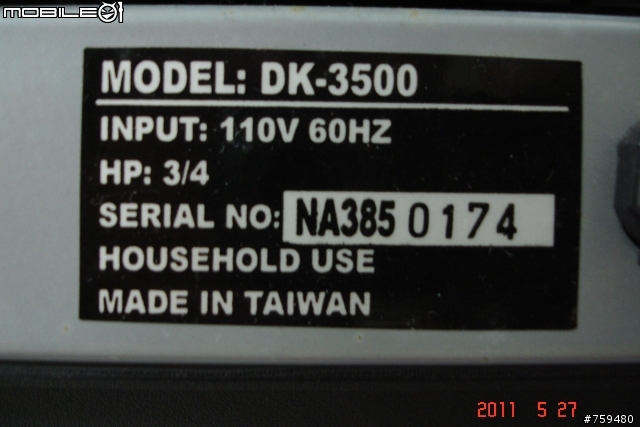 MOBILE01
MODEL: DK-3500
INPUT: 110V 60HZ
HP: 3/4
SERIAL NO: NA385 0174
HOUSEHOLD USE
MADE IN TAIWAN
2011 5 27
#759480